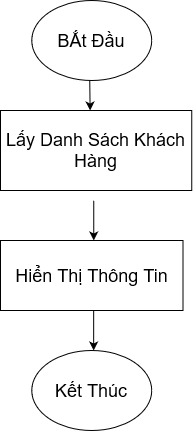 BẮt Đầu
Lấy Danh Sách Khách
Hàng
Hiển Thị Thông Tin
Kết Thúc